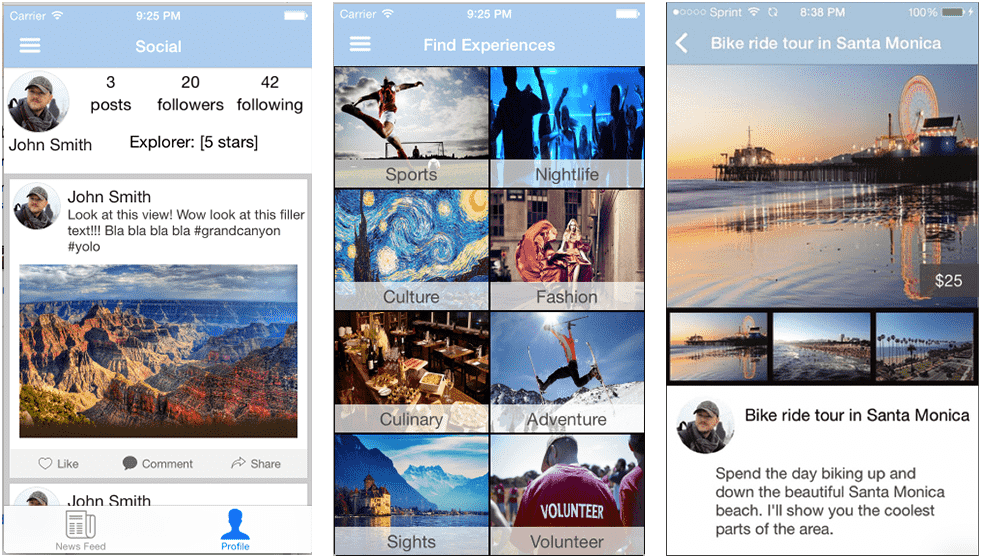 Carrier 9:25 PM
Social
3 20 42
posts followers following
John Smith
Explorer: [5 stars]
John Smith
Look at this view! Wow look at this filler
text!!! Bla bla bla bla #grandcanyon
#yolo
Like Comment Share
John Smith
News Feed Profile
Carrier 9:25 PM
Find Experiences
Sports Nightlife
Culture Fashion
Culinary Adventure
VOLUNTEER
Sights Volunteer
Sprint 8:38 PM 100%
Bike ride tour in Santa Monica
$25
Bike ride tour in Santa Monica
Spend the day biking up and
down the beautiful Santa Monica
beach. I'll show you the coolest
parts of the area.